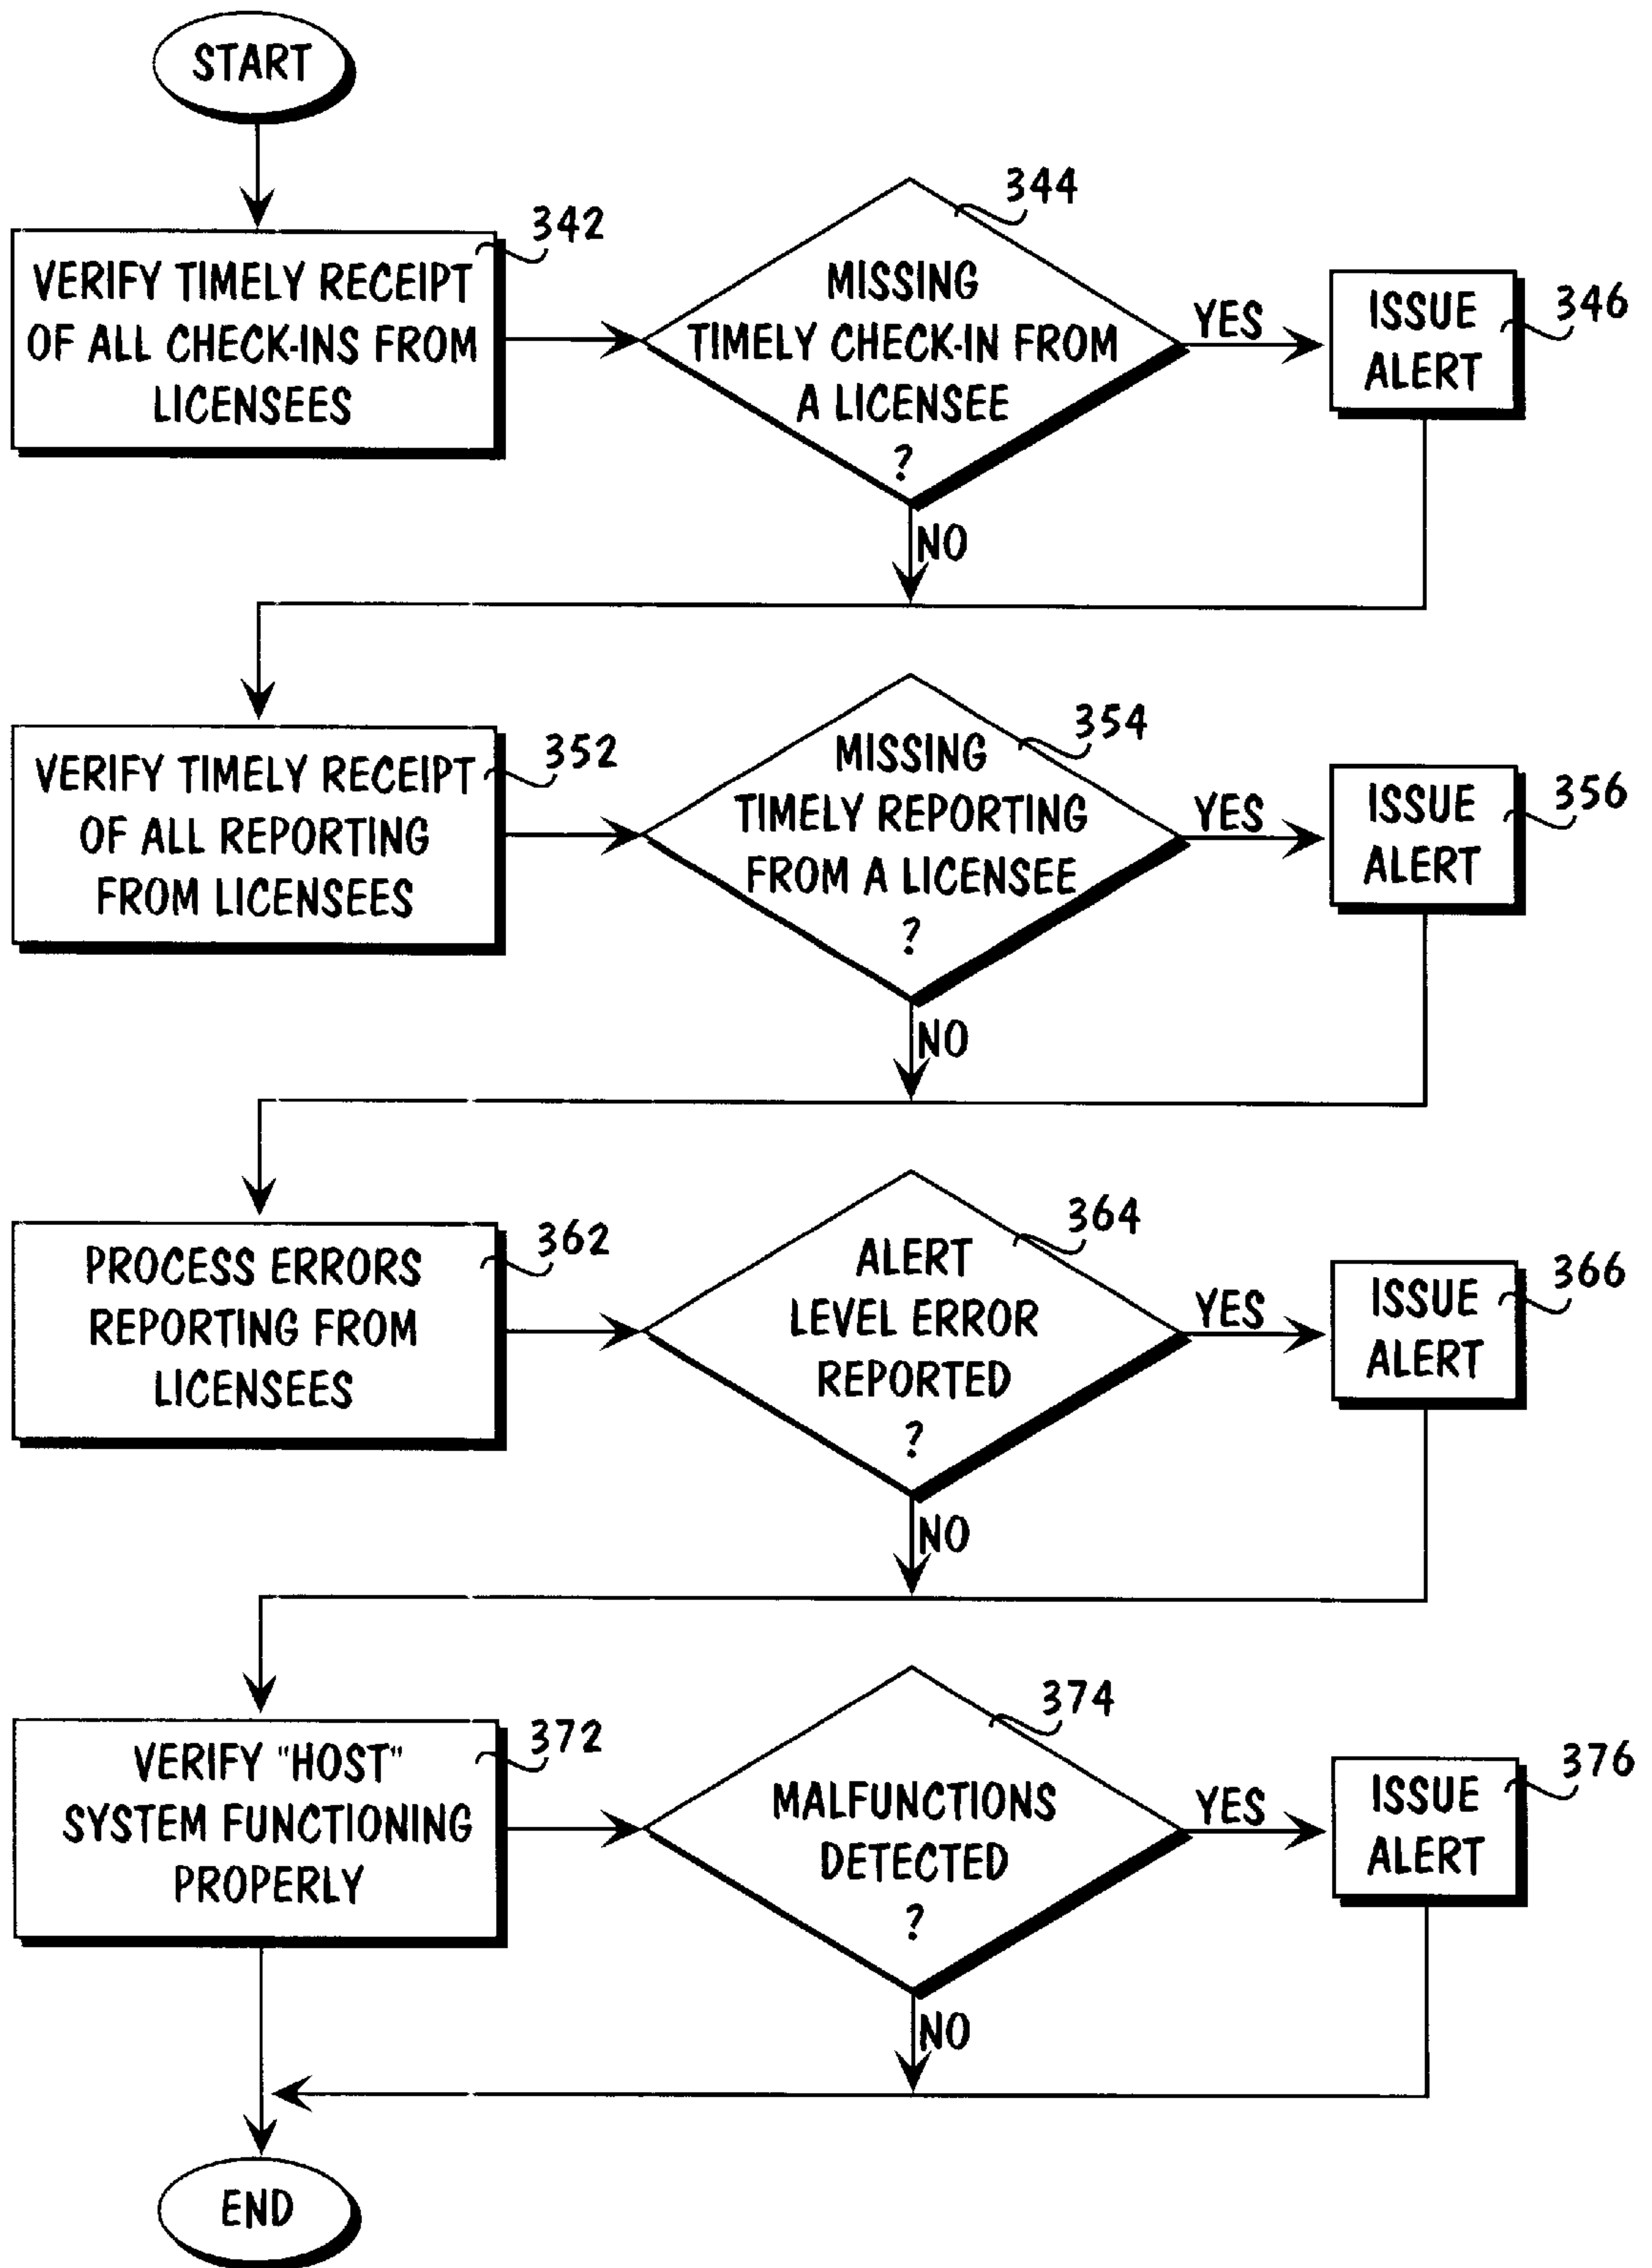 START
342
VERIFY TIMELY RECEIPT
OF ALL CHECK-INS FROM
LICENSEES
344
MISSING
TIMELY CHECK-IN FROM
A LICENSEE
?
YES
NO
346
ISSUE
ALERT
352
VERIFY TIMELY RECEIPT
OF ALL REPORTING
FROM LICENSEES
354
MISSING
TIMELY REPORTING
FROM A LICENSEE
?
YES
NO
356
ISSUE
ALERT
362
PROCESS ERRORS
REPORTING FROM
LICENSEES
364
ALERT
LEVEL ERROR
REPORTED
?
YES
NO
366
ISSUE
ALERT
372
VERIFY "HOST"
SYSTEM FUNCTIONING
PROPERLY
374
MALFUNCTIONS
DETECTED
?
YES
NO
376
ISSUE
ALERT
END